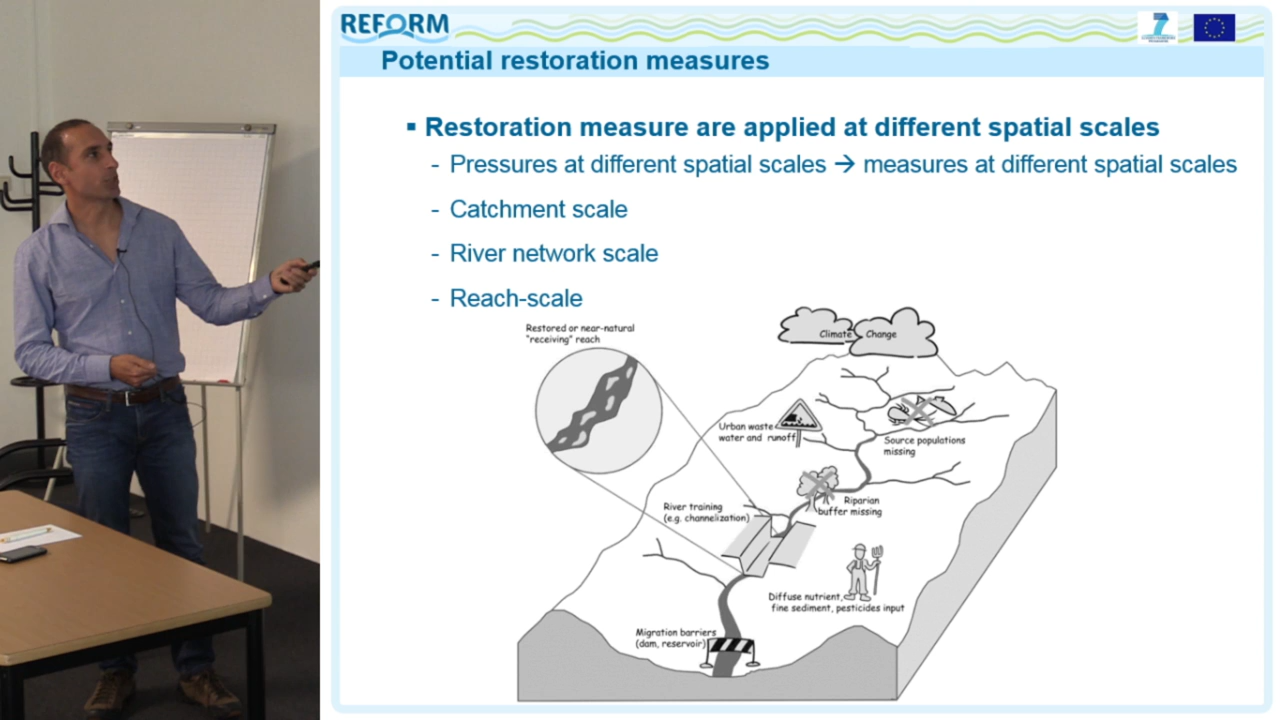 REFORM
7
Potential restoration measures
▪ Restoration measure are applied at different spatial scales
- Pressures at different spatial scales → measures at different spatial scales
- Catchment scale
- River network scale
- Reach-scale
Restored or near-natural
"receiving" reach
Climate Change
Urban waste
water and runoff
Source populations
missing
Riparian
buffer missing
River training
(e.g. channelization)
Diffuse nutrient,
fine sediment, pesticides input
Migration barriers
(dam, reservoir)